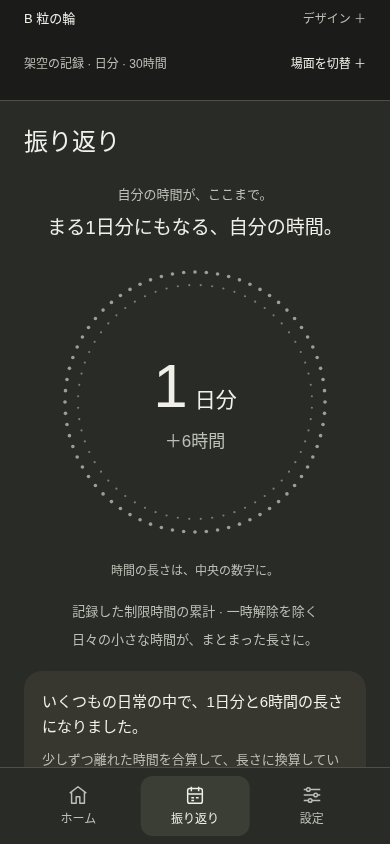 B 粒の輪
デザイン ＋
架空の記録 · 日分 · 30時間
場面を切替 ＋
振り返り
自分の時間が、ここまで。
まる1日分にもなる、自分の時間。
1 日分
＋6時間
時間の長さは、中央の数字に。
記録した制限時間の累計 · 一時解除を除く
日々の小さな時間が、まとまった長さに。
いくつもの日常の中で、1日分と6時間の長さ
になりました。
少しずつ離れた時間を合算して、長さに換算してい
ホーム
振り返り
設定